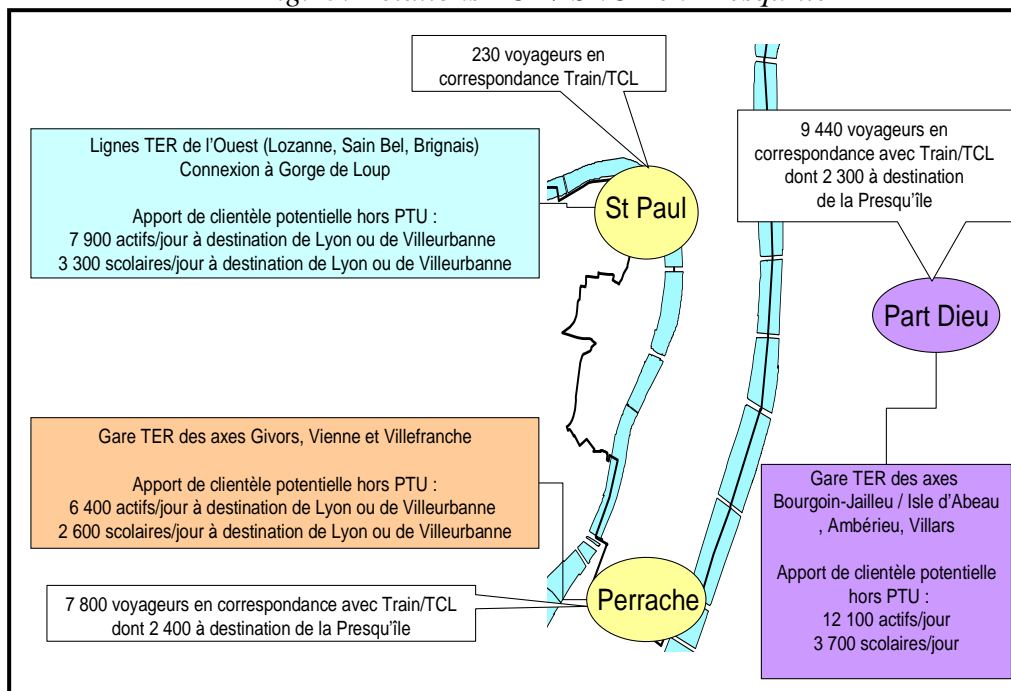 230 voyageurs en
correspondance Train/TCL
Lignes TER de l'Ouest (Lozanne, Sain Bel, Brignais)
Connexion à Gorge de Loup
Apport de clientèle potentielle hors PTU :
7 900 actifs/jour à destination de Lyon ou de Villeurbanne
3 300 scolaires/jour à destination de Lyon ou de Villeurbanne
St Paul
9 440 voyageurs en
correspondance avec Train/TCL
dont 2 300 à destination
de la Presqu'île
Part Dieu
Gare TER des axes Givors, Vienne et Villefranche
Apport de clientèle potentielle hors PTU :
6 400 actifs/jour à destination de Lyon ou de Villeurbanne
2 600 scolaires/jour à destination de Lyon ou de Villeurbanne
Gare TER des axes
Bourgoin-Jailleu / Isle d'Abeau
, Ambérieu, Villars
Apport de clientèle potentielle
hors PTU :
12 100 actifs/jour
3 700 scolaires/jour
Perrache
7 800 voyageurs en correspondance avec Train/TCL
dont 2 400 à destination de la Presqu'île